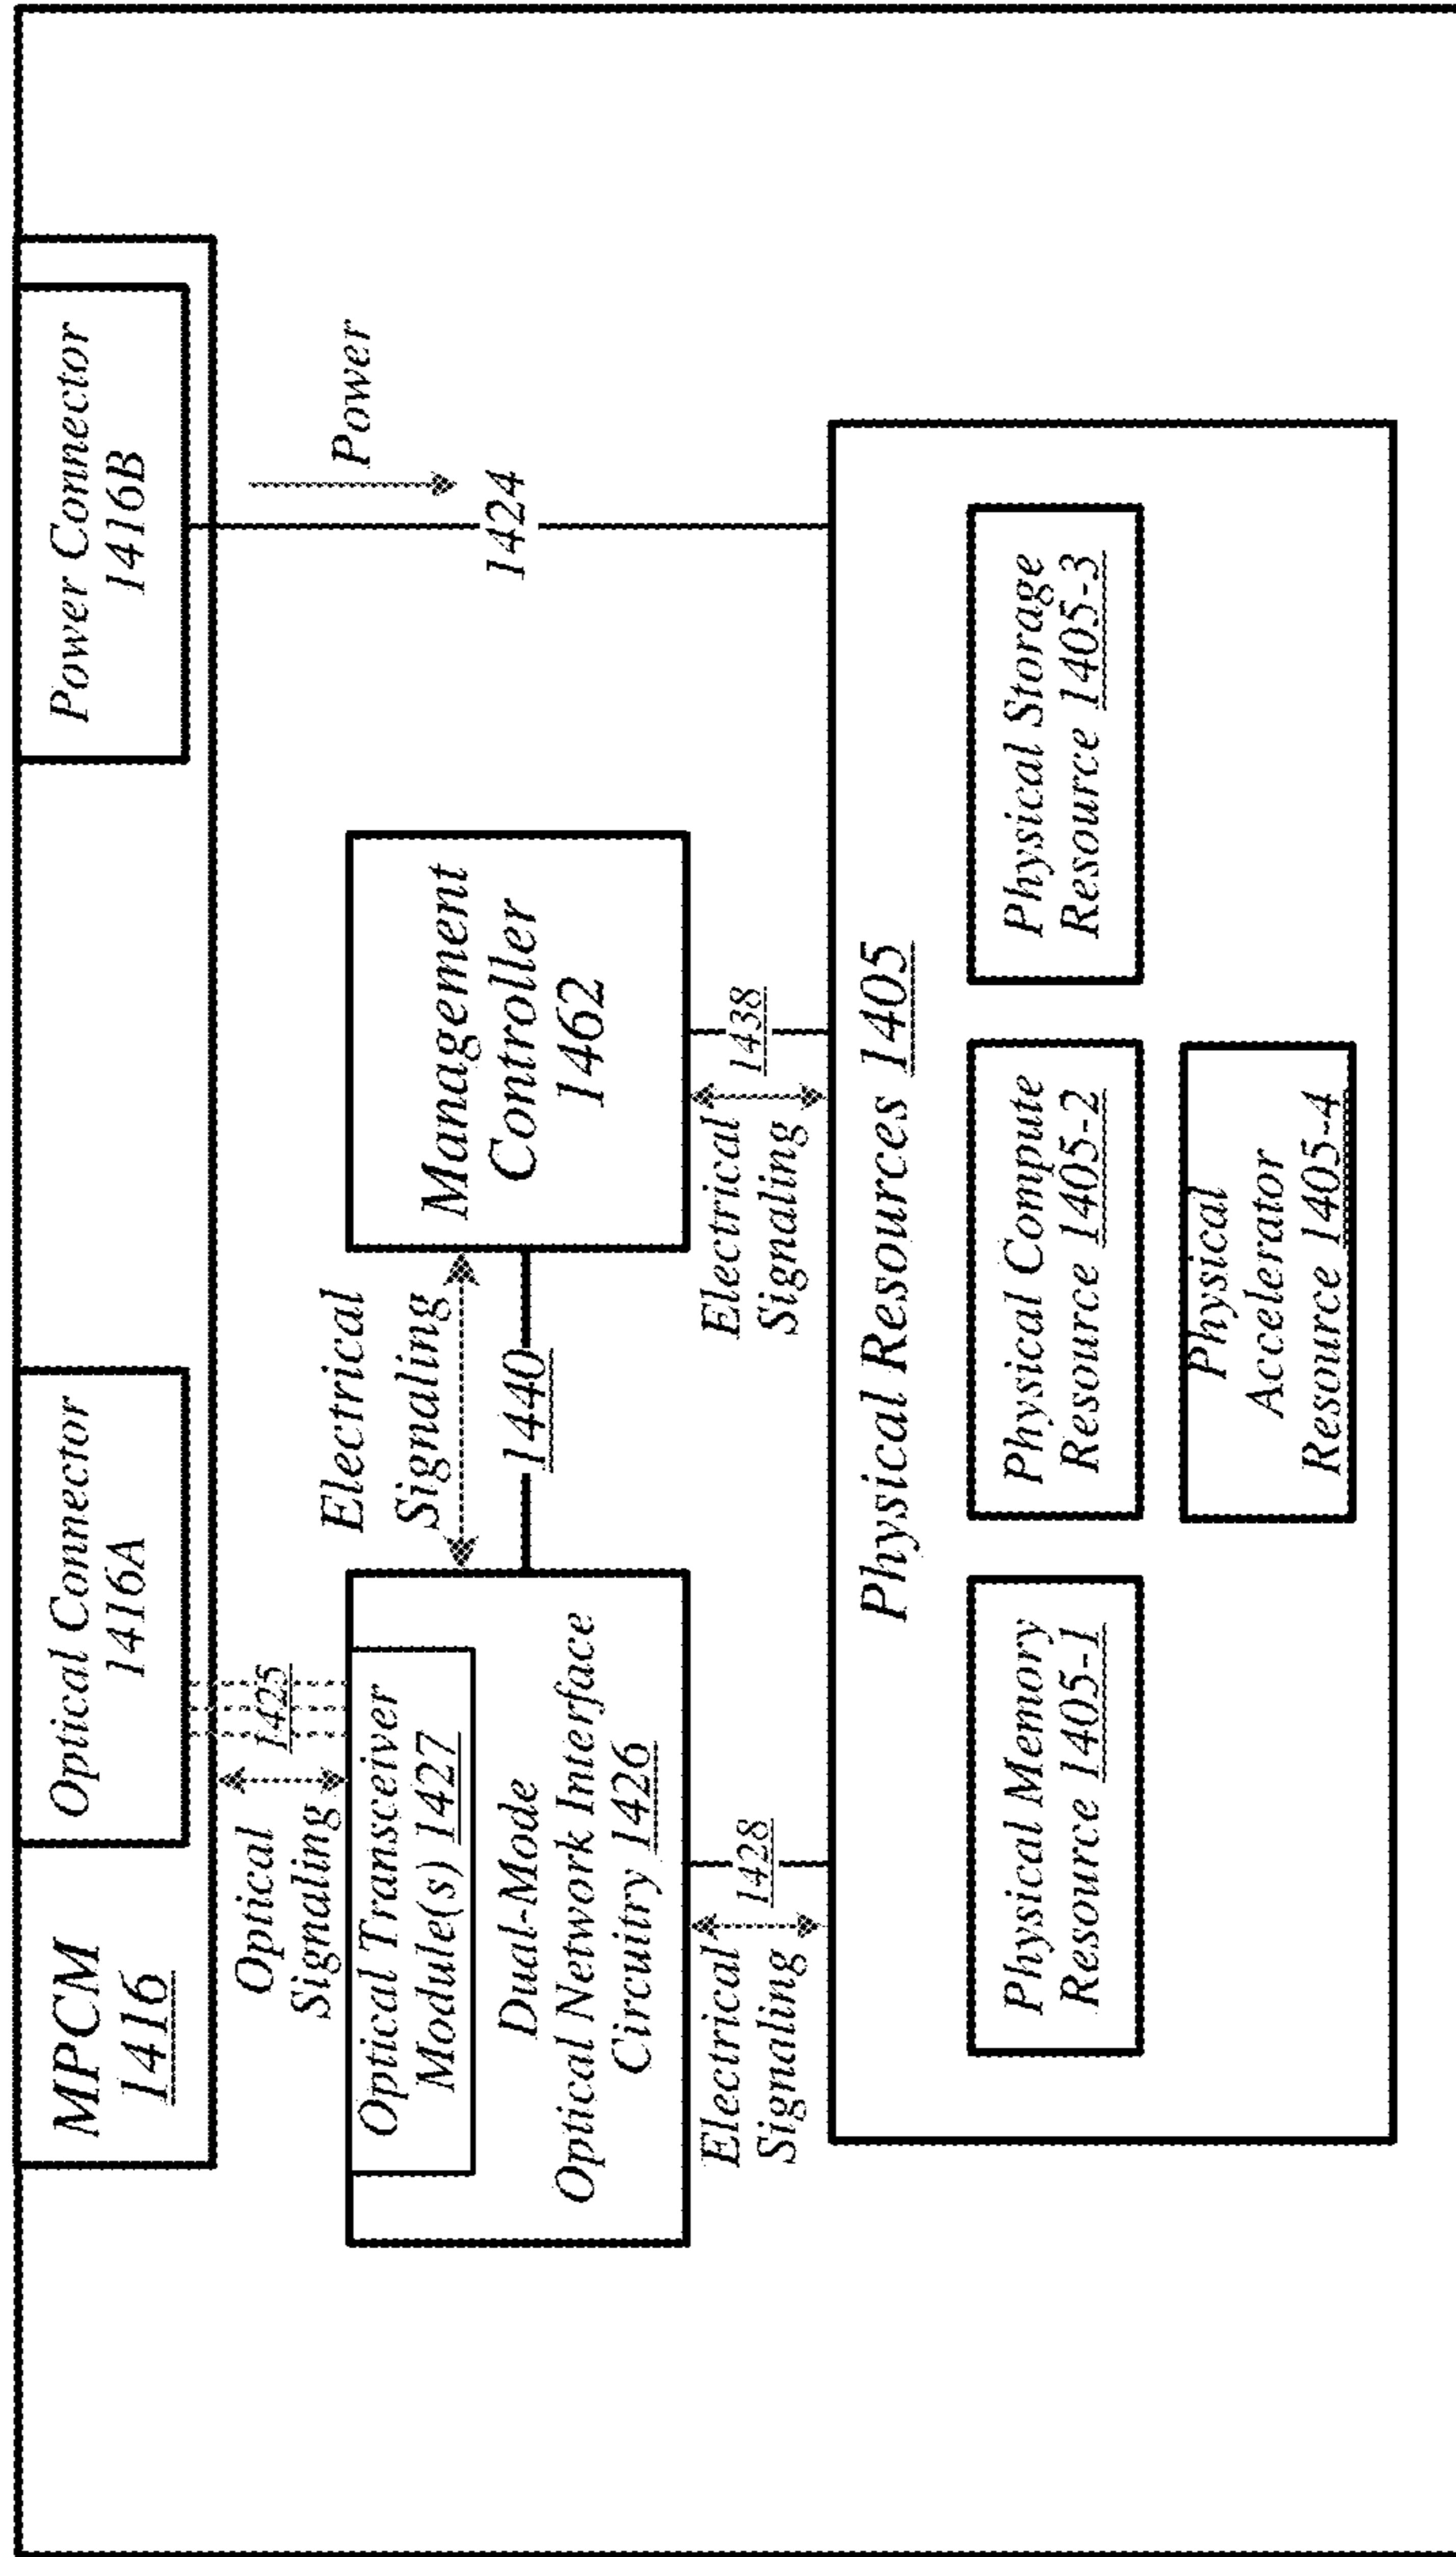 MPCM
1416
Optical Connector
1416A
Power Connector
1416B
Optical
Signaling
1425
Electrical
Signaling
1440
Power
1424
Optical Transceiver
Module(s) 1427
Dual-Mode
Optical Network Interface
Circuitry 1426
Management
Controller
1462
Electrical
Signaling
1428
Electrical
Signaling
1438
Physical Resources 1405
Physical Memory
Resource 1405-1
Physical Compute
Resource 1405-2
Physical Storage
Resource 1405-3
Physical
Accelerator
Resource 1405-4